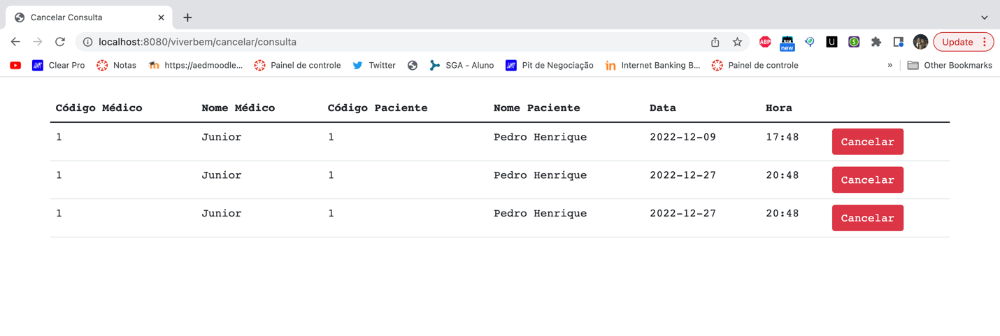 Cancelar Consulta
localhost:8080/viverbem/cancelar/consulta
ABP
new
U
Update
Clear Pro Notas https://aedmoodle... Painel de controle Twitter SGA - Aluno Pit de Negociação in Internet Banking B... Painel de controle » Other Bookmarks
Código Médico Nome Médico Código Paciente Nome Paciente Data Hora
1 Junior 1 Pedro Henrique 2022-12-09 17:48 Cancelar
1 Junior 1 Pedro Henrique 2022-12-27 20:48 Cancelar
1 Junior 1 Pedro Henrique 2022-12-27 20:48 Cancelar